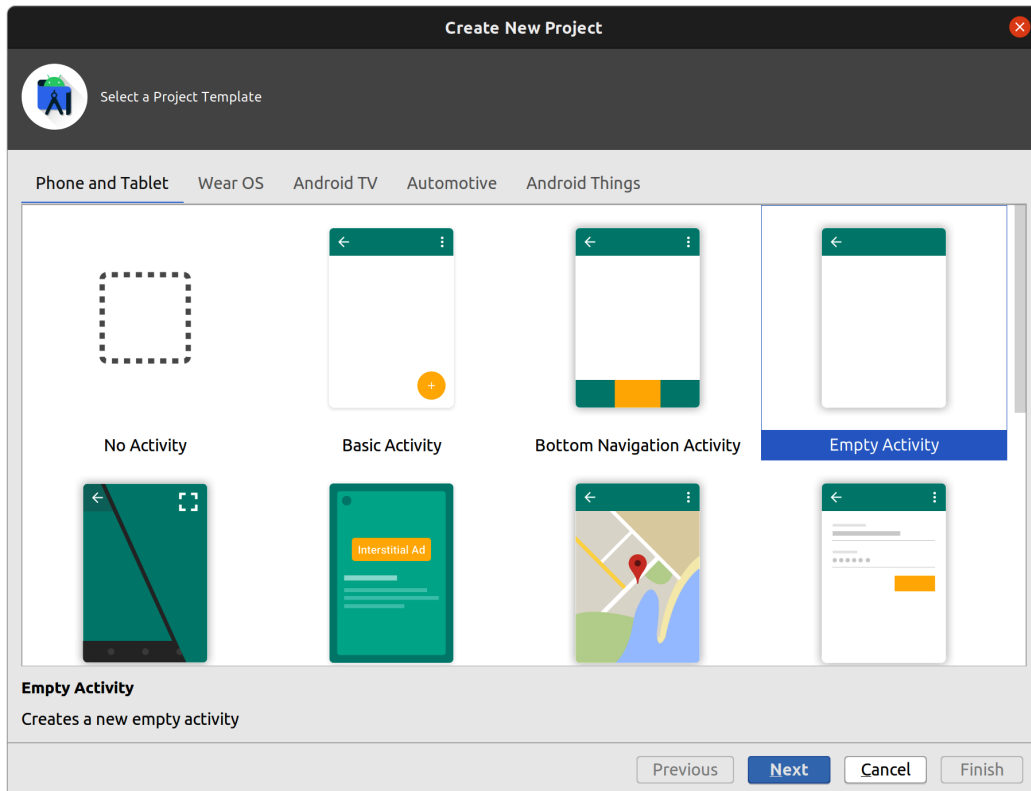 Create New Project
Select a Project Template
Phone and Tablet Wear OS Android TV Automotive Android Things
No Activity Basic Activity Bottom Navigation Activity Empty Activity
Interstitial Ad
Empty Activity
Creates a new empty activity
Previous Next Cancel Finish